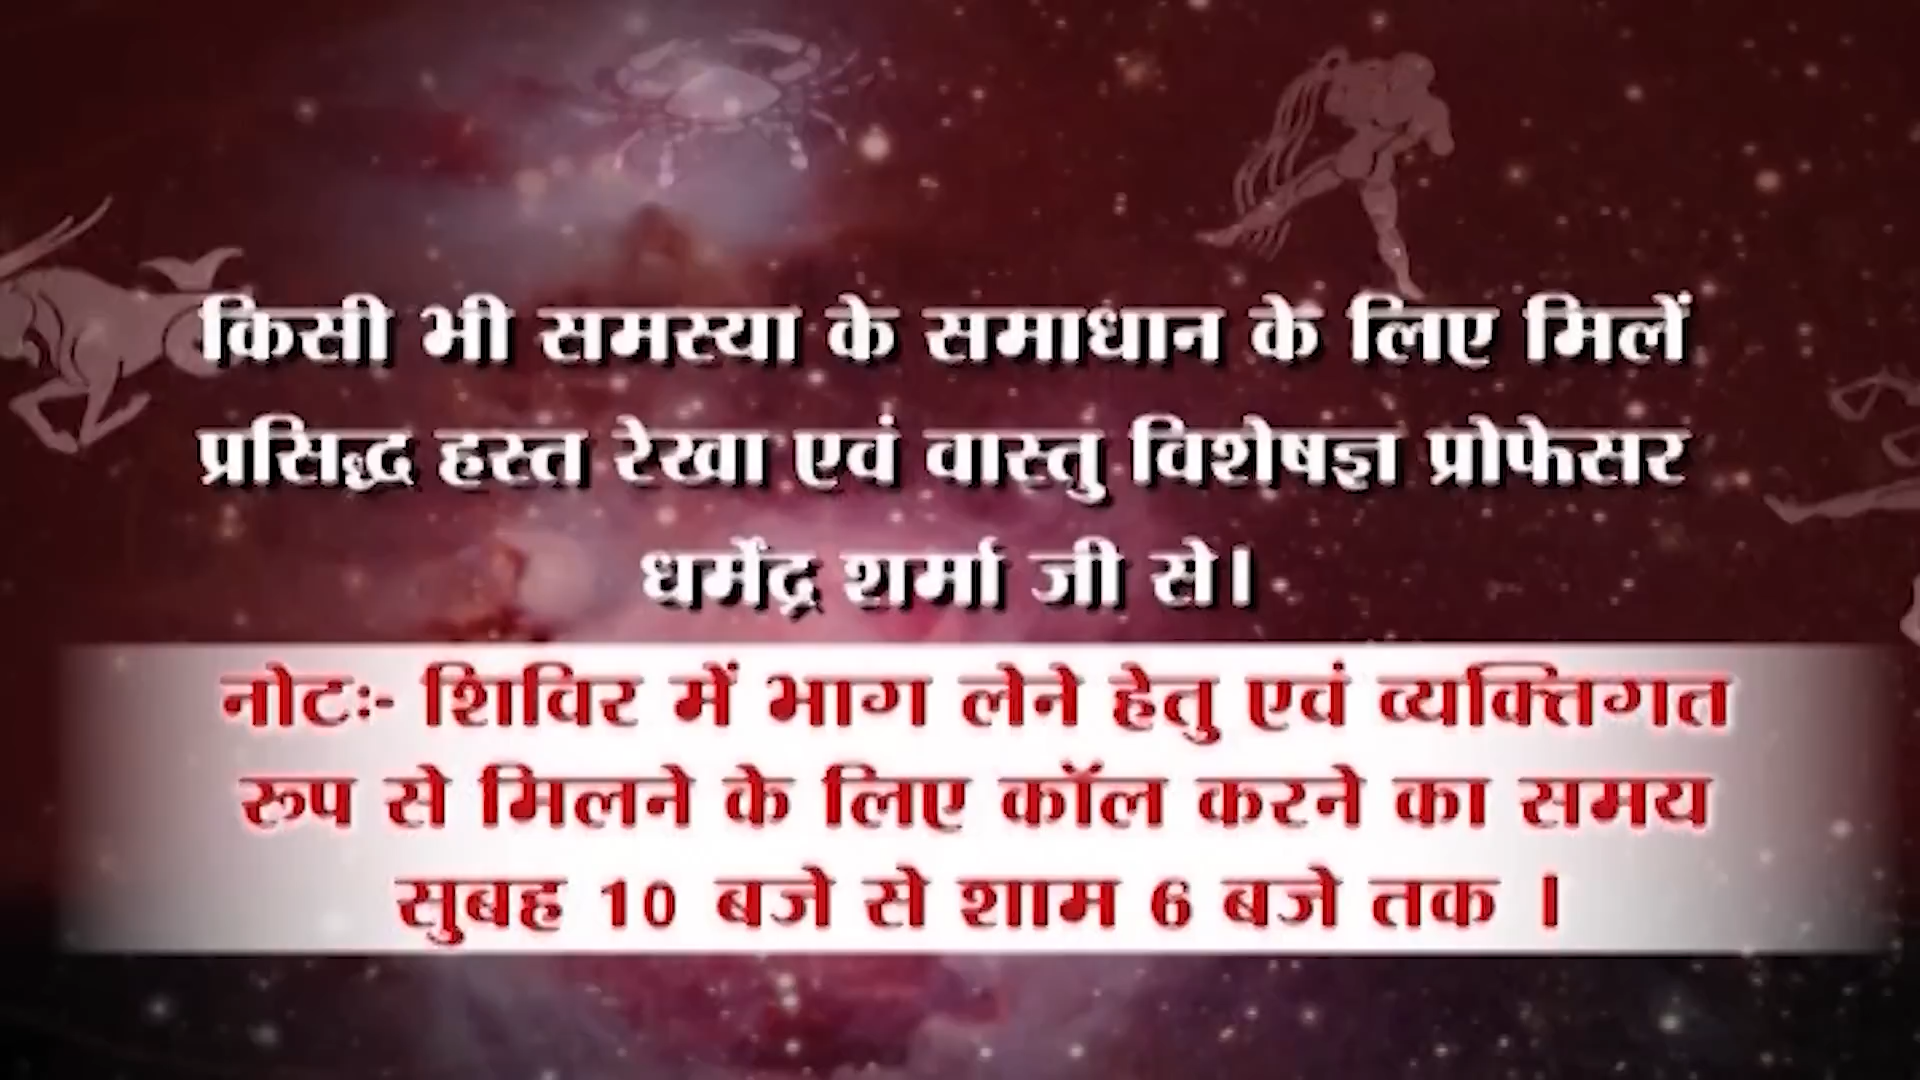 किसी भी समस्या के समाधान के लिए मिलें
प्रसिद्ध हस्त रेखा एवं वास्तु विशेषज्ञ प्रोफेसर
धर्मेंद्र शर्मा जी से।
नोटः- शिविर में भाग लेने हेतु एवं व्यक्तिगत
रूप से मिलने के लिए कॉल करने का समय
सुबह 10 बजे से शाम 6 बजे तक ।